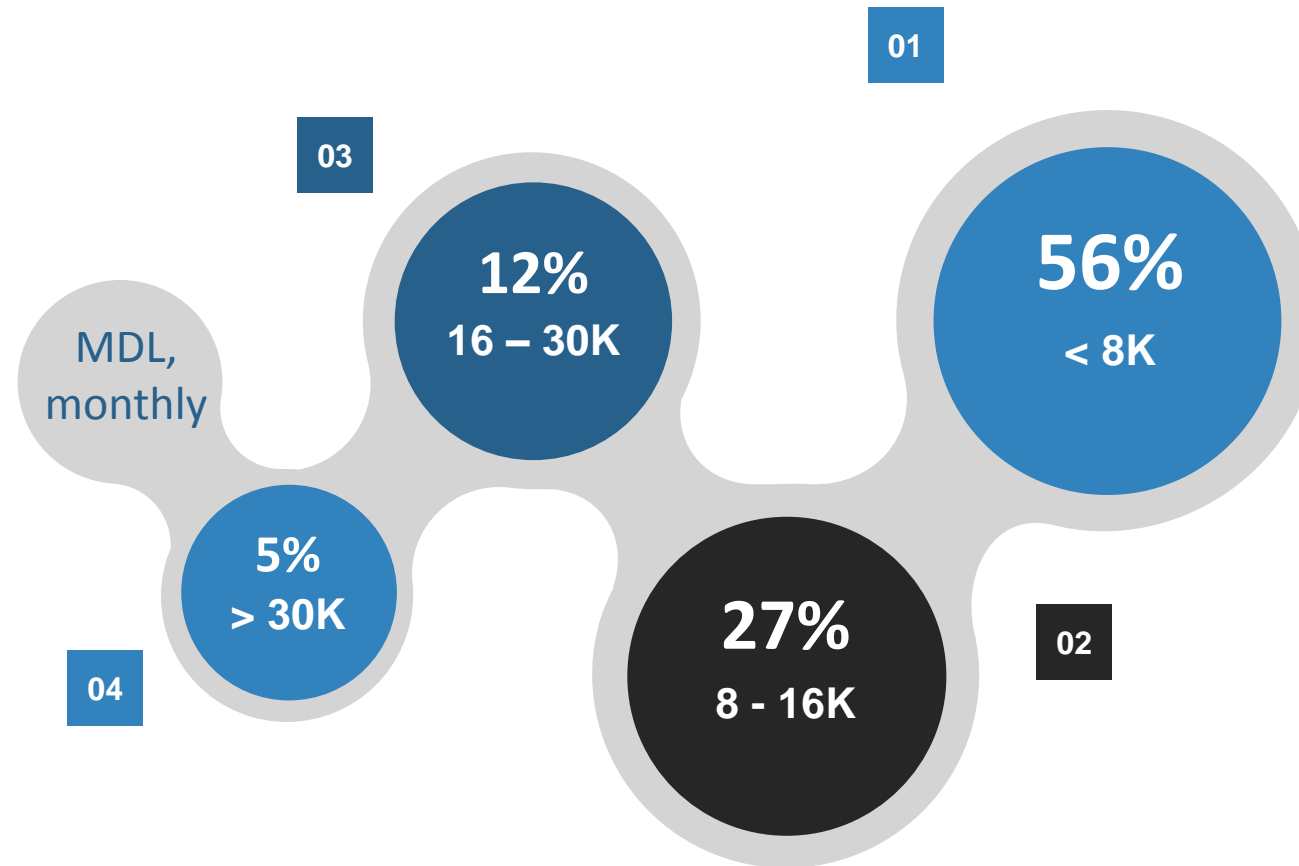 01
56%
< 8K
02
27%
8 - 16K
03
12%
16 – 30K
04
5%
> 30K
MDL,
monthly